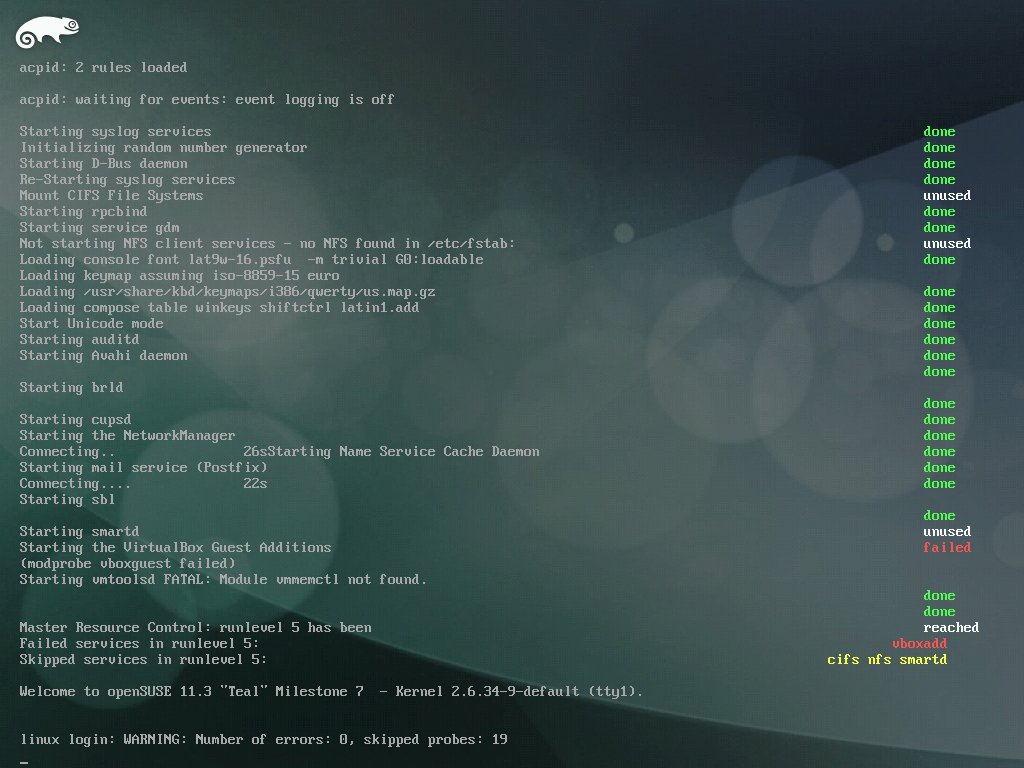 acpid: 2 rules loaded
acpid: waiting for events: event logging is off
Starting syslog services done
Initializing random number generator done
Starting D-Bus daemon done
Re-Starting syslog services done
Mount CIFS File Systems unused
Starting rpcbind done
Starting service gdm done
Not starting NFS client services - no NFS found in /etc/fstab: unused
Loading console font lat9w-16.psfu  -m trivial G0:loadable done
Loading keymap assuming iso-8859-15 euro
Loading /usr/share/kbd/keymaps/i386/qwerty/us.map.gz done
Loading compose table winkeys shiftctrl latin1.add done
Start Unicode mode done
Starting auditd done
Starting Avahi daemon done
done
Starting brld
done
Starting cupsd done
Starting the NetworkManager done
Connecting.. 26sStarting Name Service Cache Daemon done
Starting mail service (Postfix) done
Connecting.... 22s done
Starting sbl
done
Starting smartd unused
Starting the VirtualBox Guest Additions failed
(modprobe vboxguest failed)
Starting vmtoolsd FATAL: Module vmmemctl not found.
done
done
Master Resource Control: runlevel 5 has been reached
Failed services in runlevel 5: vboxadd
Skipped services in runlevel 5: cifs nfs smartd
Welcome to openSUSE 11.3 "Teal" Milestone 7  - Kernel 2.6.34-9-default (tty1).
linux login: WARNING: Number of errors: 0, skipped probes: 19
_